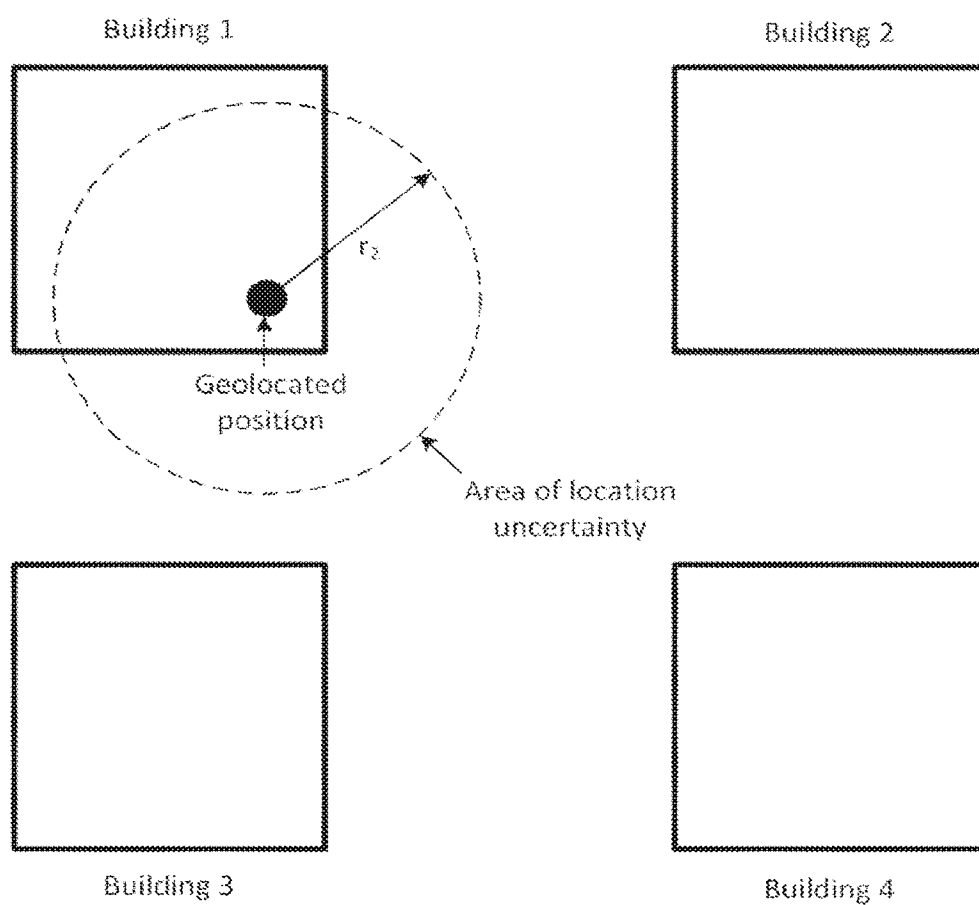 Building 1
Building 2
r₂
Geolocated
position
Area of location
uncertainty
Building 3
Building 4